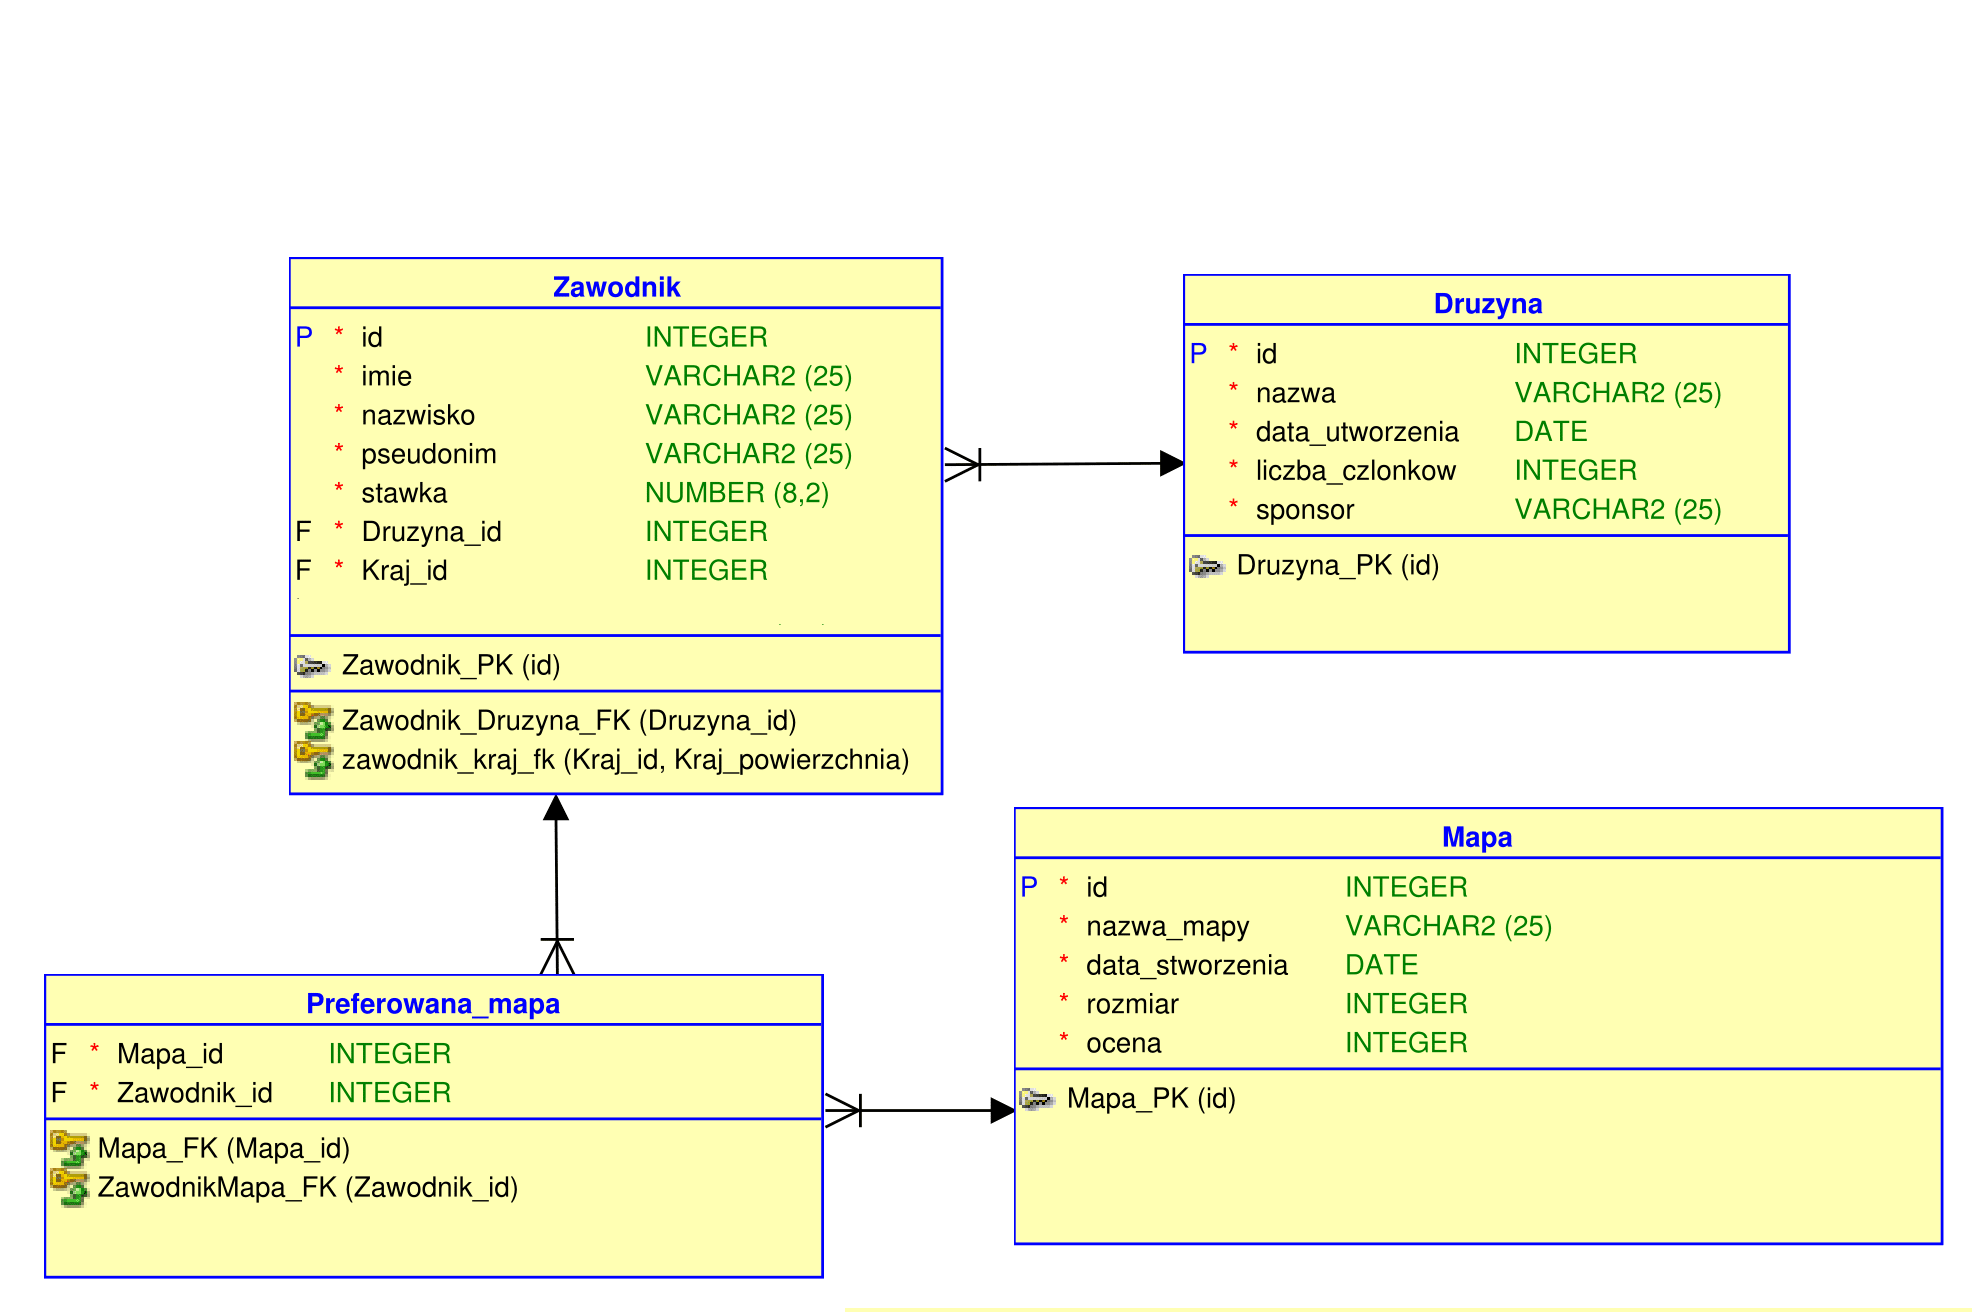 Zawodnik
P * id INTEGER
* imie VARCHAR2 (25)
* nazwisko VARCHAR2 (25)
* pseudonim VARCHAR2 (25)
* stawka NUMBER (8,2)
F * Druzyna_id INTEGER
F * Kraj_id INTEGER
Zawodnik_PK (id)
Zawodnik_Druzyna_FK (Druzyna_id)
zawodnik_kraj_fk (Kraj_id, Kraj_powierzchnia)
Druzyna
P * id INTEGER
* nazwa VARCHAR2 (25)
* data_utworzenia DATE
* liczba_czlonkow INTEGER
* sponsor VARCHAR2 (25)
Druzyna_PK (id)
Mapa
P * id INTEGER
* nazwa_mapy VARCHAR2 (25)
* data_stworzenia DATE
* rozmiar INTEGER
* ocena INTEGER
Mapa_PK (id)
Preferowana_mapa
F * Mapa_id INTEGER
F * Zawodnik_id INTEGER
Mapa_FK (Mapa_id)
ZawodnikMapa_FK (Zawodnik_id)